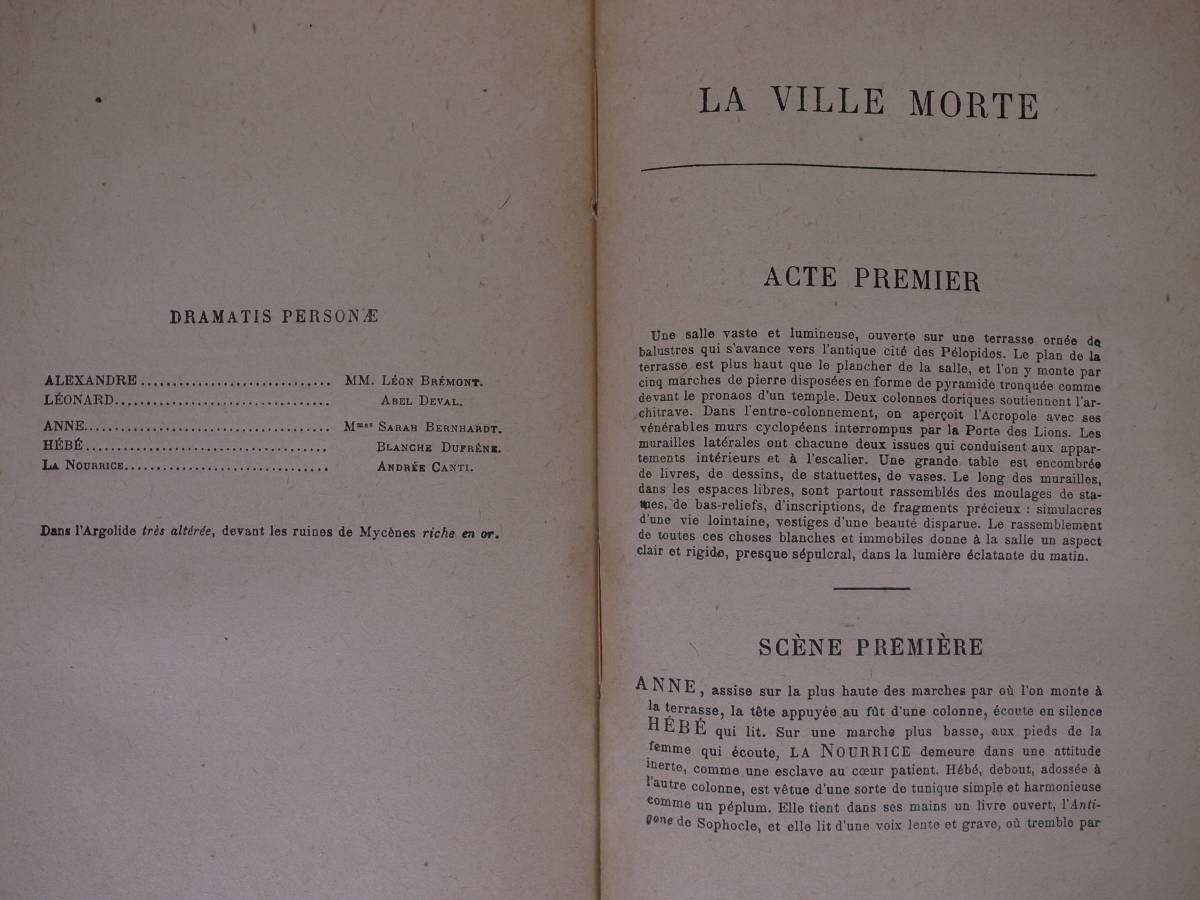 DRAMATIS PERSONÆ
ALEXANDRE............................ MM. LÉON BRÉMONT.
LÉONARD................................ ABEL DEVAL.
ANNE.................................... Mmes SARAH BERNHARDT.
HÉBÉ.................................... BLANCHE DUFRÊNE.
LA NOURRICE.............................. ANDRÉE CANTI.
Dans l'Argolide très altérée, devant les ruines de Mycènes riche en or.
LA VILLE MORTE
ACTE PREMIER
Une salle vaste et lumineuse, ouverte sur une terrasse ornée de
balustres qui s'avance vers l'antique cité des Pélopides. Le plan de la
terrasse est plus haut que le plancher de la salle, et l'on y monte par
cinq marches de pierre disposées en forme de pyramide tronquée comme
devant le pronaos d'un temple. Deux colonnes doriques soutiennent l'ar-
chitrave. Dans l'entre-colonnement, on aperçoit l'Acropole avec ses
vénérables murs cyclopéens interrompus par la Porte des Lions. Les
murailles latérales ont chacune deux issues qui conduisent aux appar-
tements intérieurs et à l'escalier. Une grande table est encombrée
de livres, de dessins, de statuettes, de vases. Le long des murailles,
dans les espaces libres, sont partout rassemblés des moulages de sta-
tues, de bas-reliefs, d'inscriptions, de fragments précieux : simulacres
d'une vie lointaine, vestiges d'une beauté disparue. Le rassemblement
de toutes ces choses blanches et immobiles donne à la salle un aspect
clair et rigide, presque sépulcral, dans la lumière éclatante du matin.
SCÈNE PREMIÈRE
ANNE, assise sur la plus haute des marches par où l'on monte à
la terrasse, la tête appuyée au fût d'une colonne, écoute en silence
HÉBÉ qui lit. Sur une marche plus basse, aux pieds de la
femme qui écoute, LA NOURRICE demeure dans une attitude
inerte, comme une esclave au cœur patient. Hébé, debout, adossée à
l'autre colonne, est vêtue d'une sorte de tunique simple et harmonieuse
comme un péplum. Elle tient dans ses mains un livre ouvert, l'Anti-
gone de Sophocle, et elle lit d'une voix lente et grave, où tremble par